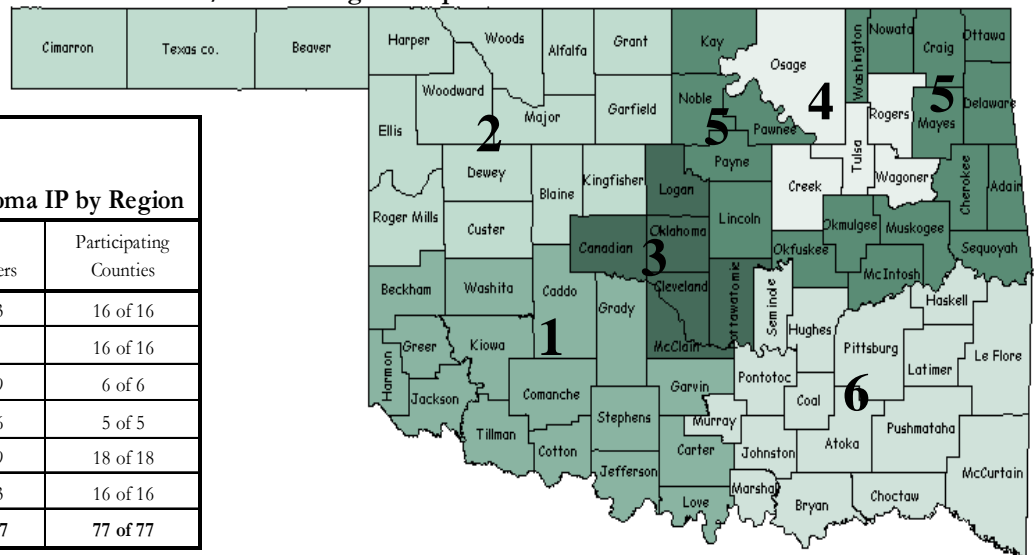 oma IP by Region
Participating
Counties
ers
16 of 16
16 of 16
6 of 6
5 of 5
18 of 18
16 of 16
7 77 of 77
Cimarron
Texas co.
Beaver
Harper
Woods
Alfalfa
Grant
Kay
Osage
Washington
Nowata
Craig
Ottawa
Woodward
Major
Garfield
Noble
Pawnee
Rogers
Mayes
Delaware
Ellis
2
5
4
5
Tulsa
Dewey
Blaine
Kingfisher
Logan
Payne
Creek
Wagoner
Cherokee
Adair
Roger Mills
Custer
Canadian
Oklahoma
Lincoln
Okmulgee
Muskogee
Sequoyah
3
Okfuskee
McIntosh
Beckham
Washita
Caddo
Grady
Cleveland
ottawatomie
Seminole
Hughes
Haskell
Greer
Kiowa
1
McClain
Pittsburg
Latimer
Le Flore
Harmon
Jackson
Comanche
Garvin
Pontotoc
Coal
6
Tillman
Cotton
Stephens
Murray
Carter
Johnston
Atoka
Pushmataha
McCurtain
Jefferson
Love
Marshal
Bryan
Choctaw